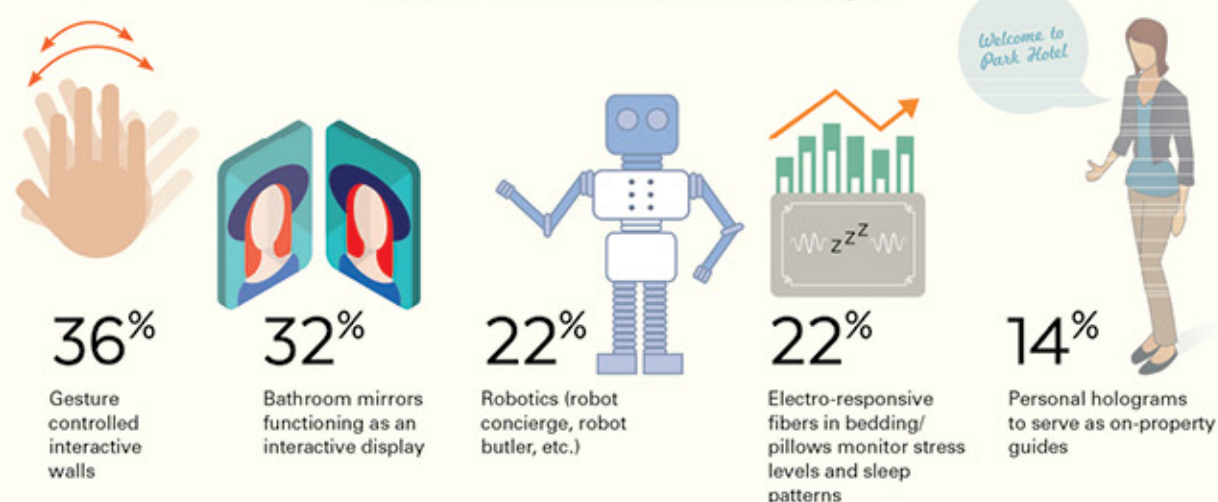 Welcome to
Park Hotel
36%
Gesture
controlled
interactive
walls
32%
Bathroom mirrors
functioning as an
interactive display
22%
Robotics (robot
concierge, robot
butler, etc.)
zzz
22%
Electro-responsive
fibers in bedding/
pillows monitor stress
levels and sleep
patterns
14%
Personal holograms
to serve as on-property
guides